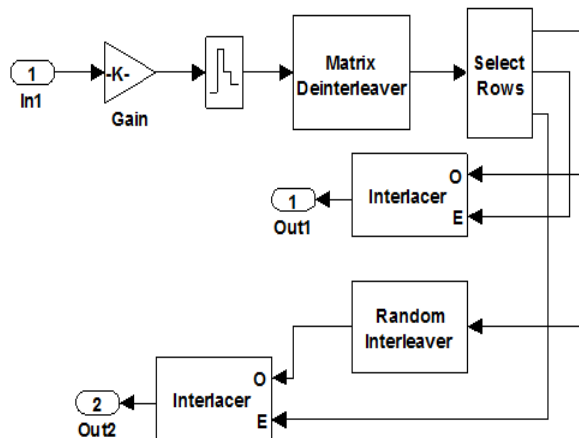 1
In1
-K-
Gain
Matrix
Deinterleaver
Select
Rows
1
Out1
Interlacer
O
E
Random
Interleaver
2
Out2
Interlacer
O
E